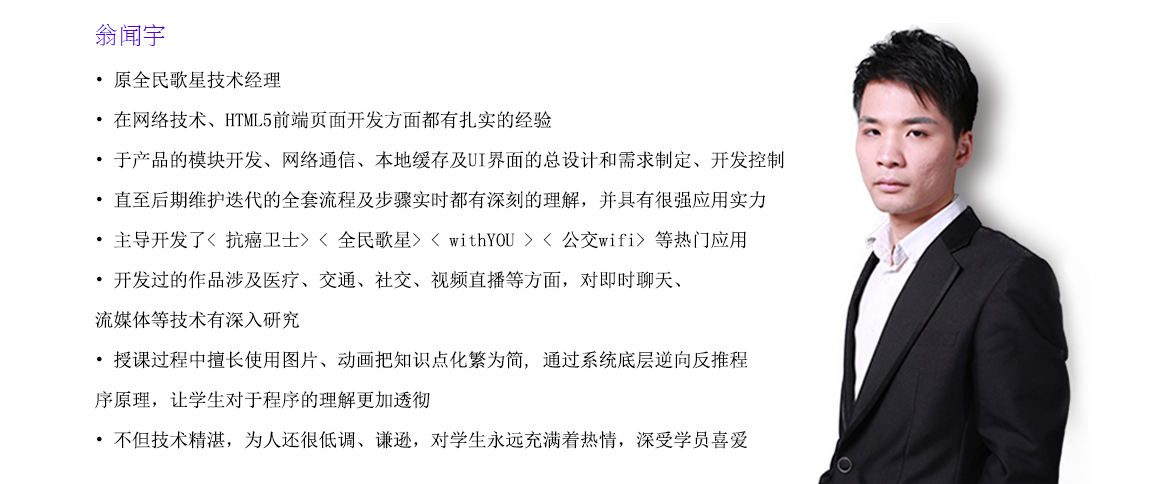 翁闻宇
• 原全民歌星技术经理
• 在网络技术、HTML5前端页面开发方面都有扎实的经验
• 于产品的模块开发、网络通信、本地缓存及UI界面的总设计和需求制定、开发控制
• 直至后期维护迭代的全套流程及步骤实时都有深刻的理解，并具有很强应用实力
• 主导开发了< 抗癌卫士> < 全民歌星> < withYOU > < 公交wifi> 等热门应用
• 开发过的作品涉及医疗、交通、社交、视频直播等方面，对即时聊天、
流媒体等技术有深入研究
• 授课过程中擅长使用图片、动画把知识点化繁为简, 通过系统底层逆向反推程
序原理，让学生对于程序的理解更加透彻
• 不但技术精湛，为人还很低调、谦逊，对学生永远充满着热情，深受学员喜爱